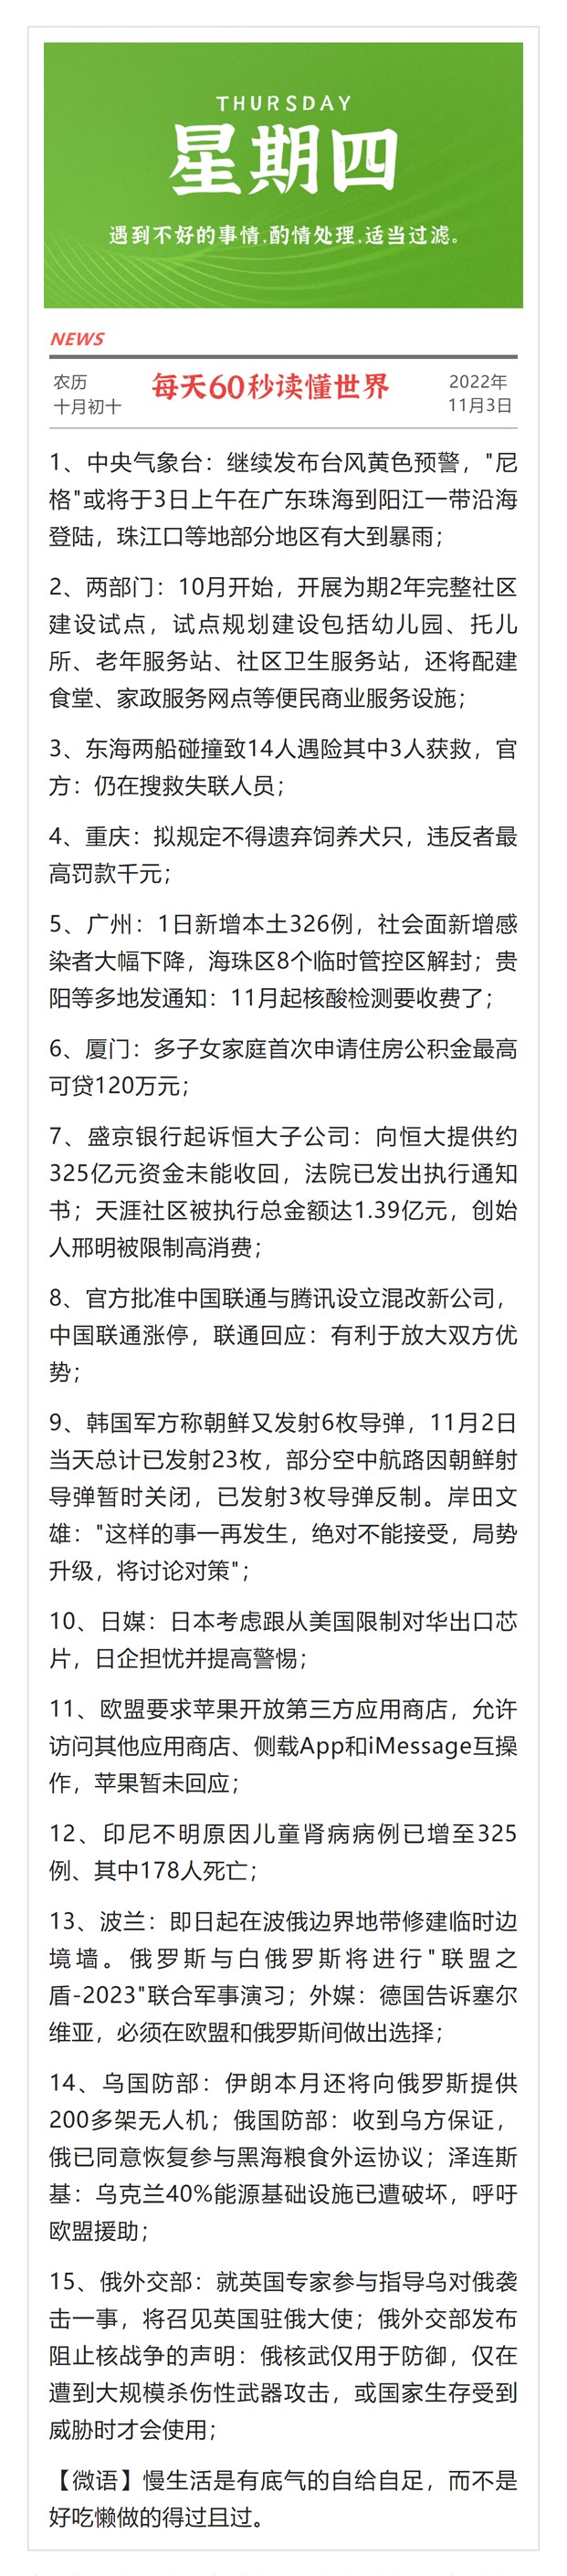 THURSDAY
星期四
遇到不好的事情,酌情处理,适当过滤。
NEWS
农历
十月初十
每天60秒读懂世界
2022年
11月3日
1、中央气象台：继续发布台风黄色预警，"尼
格"或将于3日上午在广东珠海到阳江一带沿海
登陆，珠江口等地部分地区有大到暴雨；
2、两部门：10月开始，开展为期2年完整社区
建设试点，试点规划建设包括幼儿园、托儿
所、老年服务站、社区卫生服务站，还将配建
食堂、家政服务网点等便民商业服务设施；
3、东海两船碰撞致14人遇险其中3人获救，官
方：仍在搜救失联人员；
4、重庆：拟规定不得遗弃饲养犬只，违反者最
高罚款千元；
5、广州：1日新增本土326例，社会面新增感
染者大幅下降，海珠区8个临时管控区解封；贵
阳等多地发通知：11月起核酸检测要收费了；
6、厦门：多子女家庭首次申请住房公积金最高
可贷120万元；
7、盛京银行起诉恒大子公司：向恒大提供约
325亿元资金未能收回，法院已发出执行通知
书；天涯社区被执行总金额达1.39亿元，创始
人邢明被限制高消费；
8、官方批准中国联通与腾讯设立混改新公司，
中国联通涨停，联通回应：有利于放大双方优
势；
9、韩国军方称朝鲜又发射6枚导弹，11月2日
当天总计已发射23枚，部分空中航路因朝鲜射
导弹暂时关闭，已发射3枚导弹反制。岸田文
雄："这样的事一再发生，绝对不能接受，局势
升级，将讨论对策"；
10、日媒：日本考虑跟从美国限制对华出口芯
片，日企担忧并提高警惕；
11、欧盟要求苹果开放第三方应用商店，允许
访问其他应用商店、侧载App和iMessage互操
作，苹果暂未回应；
12、印尼不明原因儿童肾病病例已增至325
例、其中178人死亡；
13、波兰：即日起在波俄边界地带修建临时边
境墙。俄罗斯与白俄罗斯将进行"联盟之
盾-2023"联合军事演习；外媒：德国告诉塞尔
维亚，必须在欧盟和俄罗斯间做出选择；
14、乌国防部：伊朗本月还将向俄罗斯提供
200多架无人机；俄国防部：收到乌方保证，
俄已同意恢复参与黑海粮食外运协议；泽连斯
基：乌克兰40%能源基础设施已遭破坏，呼吁
欧盟援助；
15、俄外交部：就英国专家参与指导乌对俄袭
击一事，将召见英国驻俄大使；俄外交部发布
阻止核战争的声明：俄核武仅用于防御，仅在
遭到大规模杀伤性武器攻击，或国家生存受到
威胁时才会使用；
【微语】慢生活是有底气的自给自足，而不是
好吃懒做的得过且过。